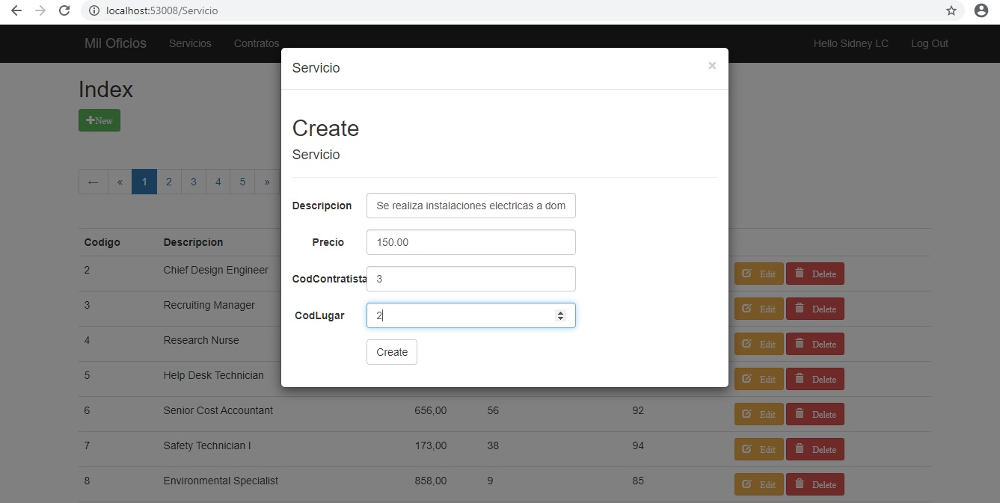 localhost:53008/Servicio
Mil Oficios Servicios Contratos Hello Sidney LC Log Out
Servicio ×
Index
New
Create
Servicio
← « 1 2 3 4 5 »
Descripcion Se realiza instalaciones electricas a dom
Precio 150.00
CodContratista 3
CodLugar 2
Create
Codigo Descripcion
2 Chief Design Engineer Edit Delete
3 Recruiting Manager Edit Delete
4 Research Nurse Edit Delete
5 Help Desk Technician Edit Delete
6 Senior Cost Accountant 656,00 56 92 Edit Delete
7 Safety Technician I 173,00 38 94 Edit Delete
8 Environmental Specialist 858,00 9 85 Edit Delete